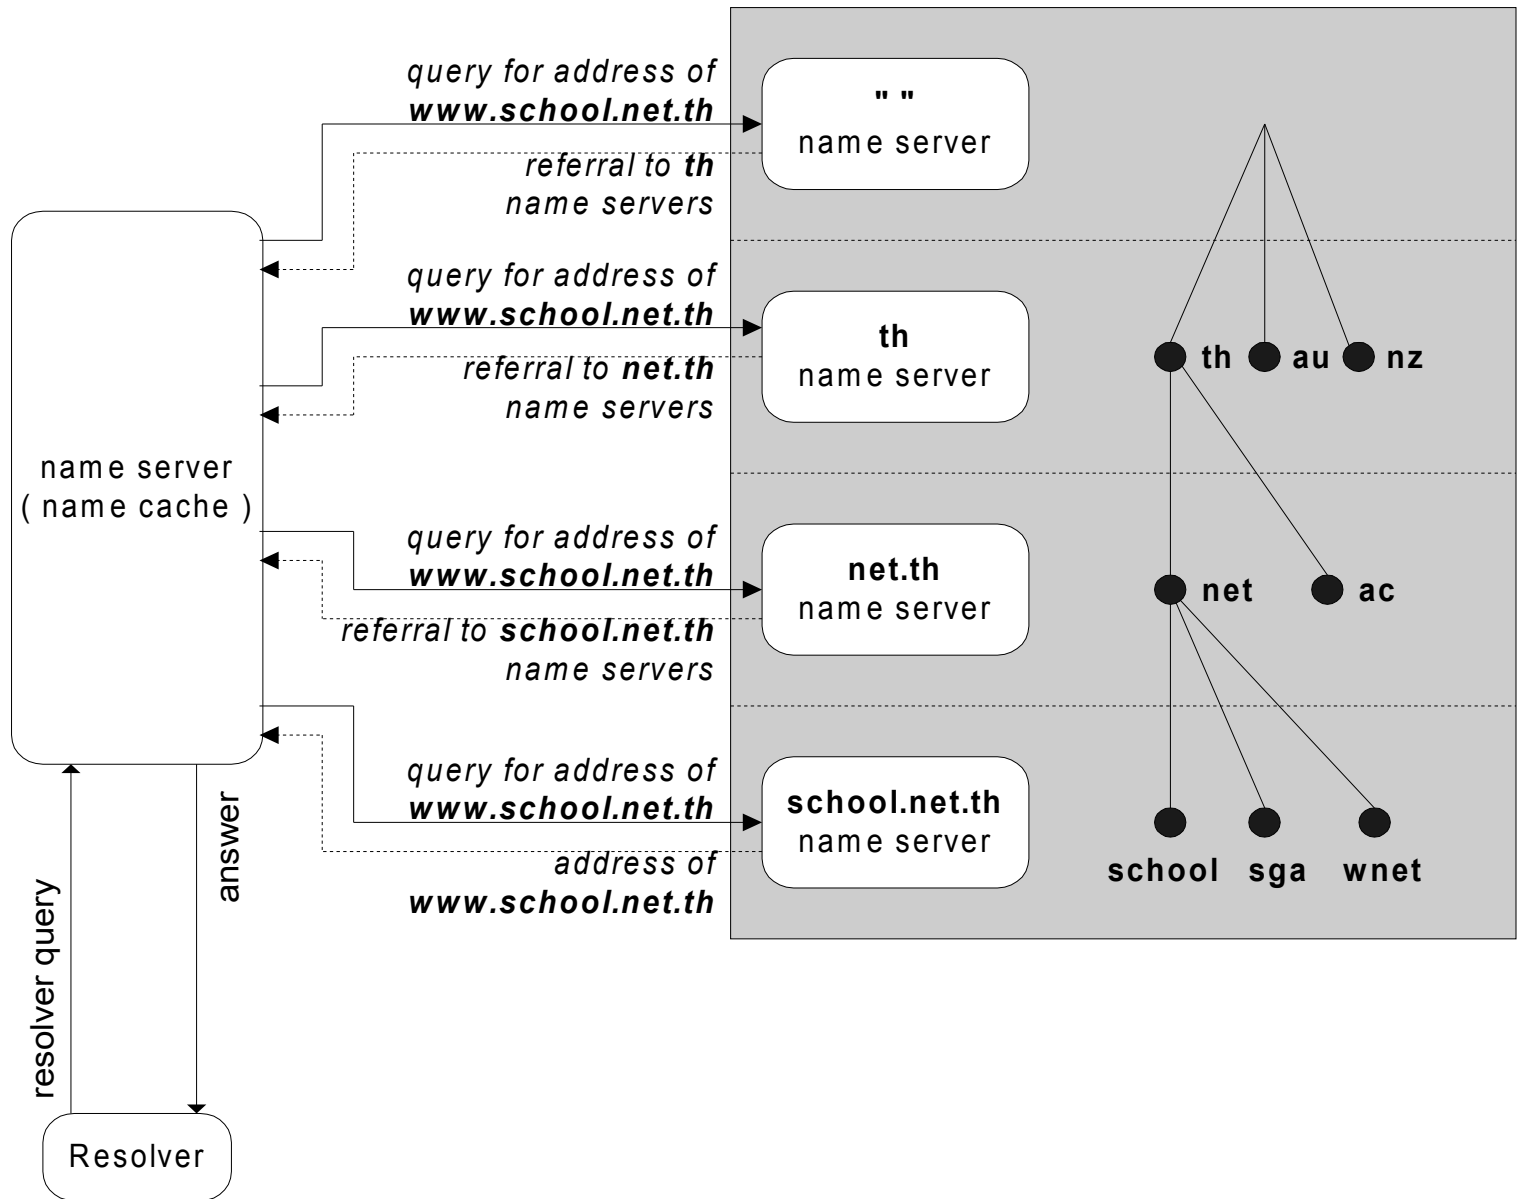 query for address of
www.school.net.th
" "
name server
referral to th
name servers
query for address of
www.school.net.th
th
name server
th
au
nz
referral to net.th
name servers
name server
( name cache )
query for address of
www.school.net.th
net.th
name server
net
ac
referral to school.net.th
name servers
query for address of
www.school.net.th
school.net.th
name server
address of
www.school.net.th
school
sga
wnet
resolver query
answer
Resolver